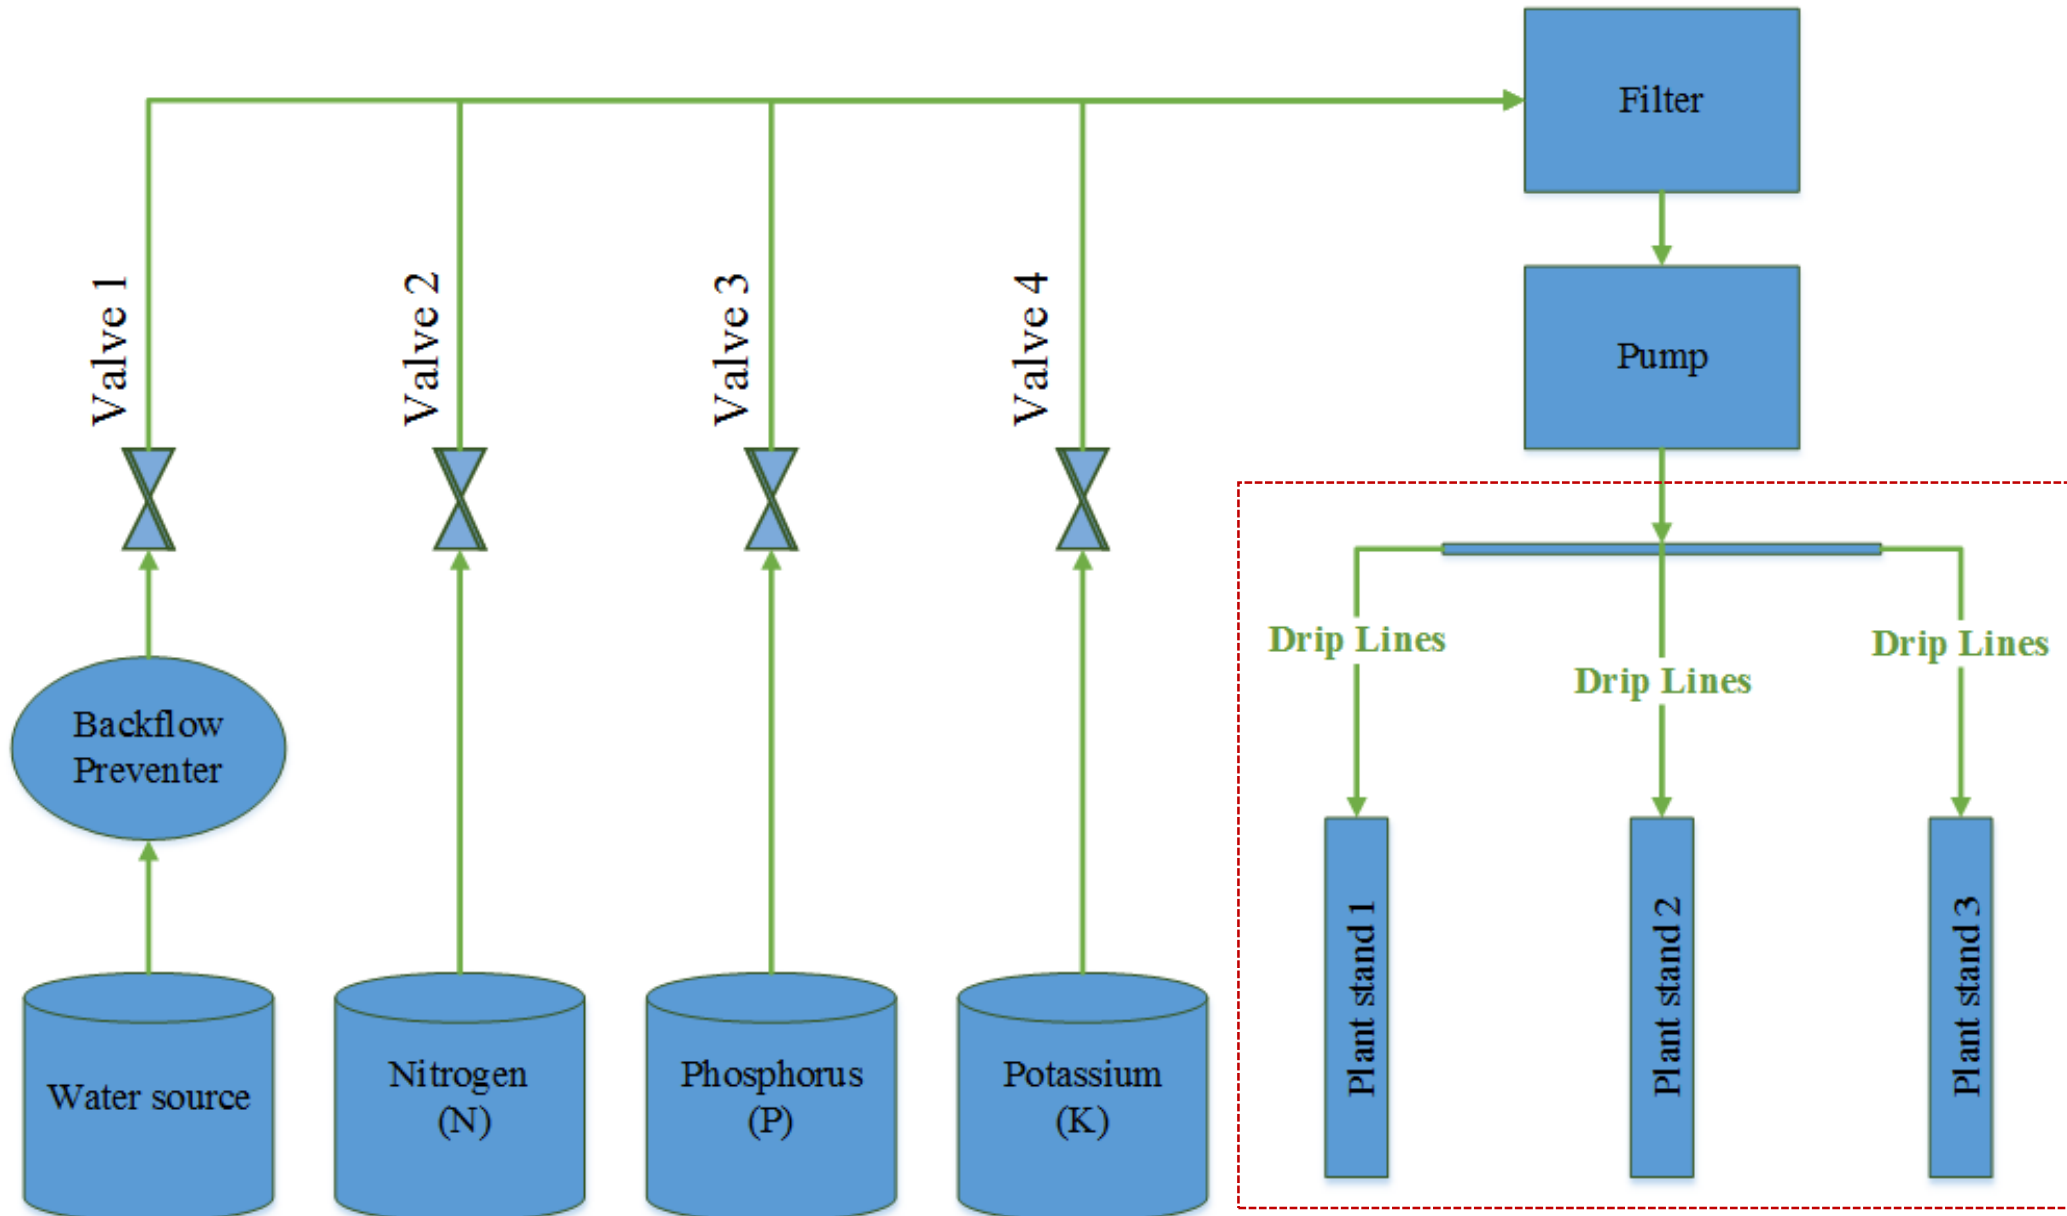 Filter
Pump
Valve 1
Valve 2
Valve 3
Valve 4
Drip Lines
Drip Lines
Drip Lines
Backflow
Preventer
Water source
Nitrogen
(N)
Phosphorus
(P)
Potassium
(K)
Plant stand 1
Plant stand 2
Plant stand 3